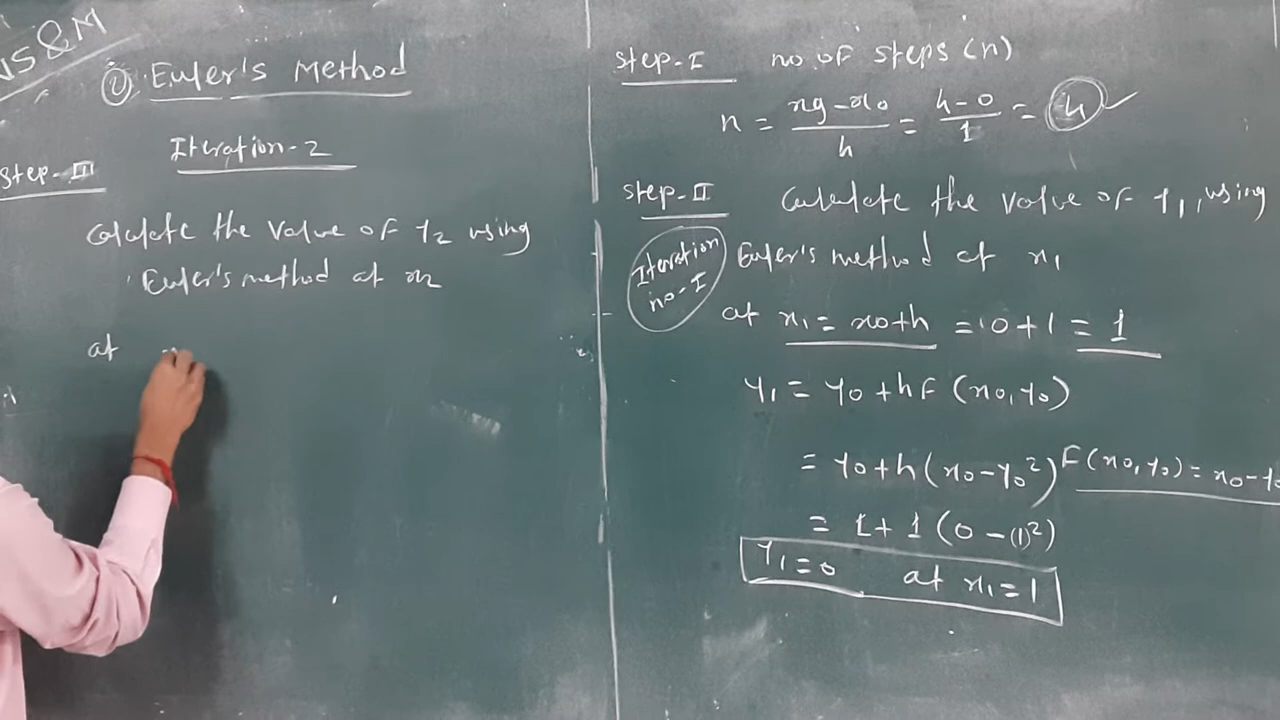 NS&M
① Euler's Method
Iteration-2
Step-III
Calculate the value of y₂ using
Euler's method at x₂
at
Step-I no. of steps (n)
n = xg-x₀/h = 4-0/1 = 4 ✓
Step-II Calculate the value of y₁, using
Iteration no-I
Euler's method at x₁
at x₁ = x₀+h = 0+1 = 1
y₁ = y₀ + hF (x₀, y₀)
= y₀+h(x₀-y₀²) F(x₀, y₀) = x₀-y₀
= 1+1(0-(1)²)
y₁=0 at x₁=1